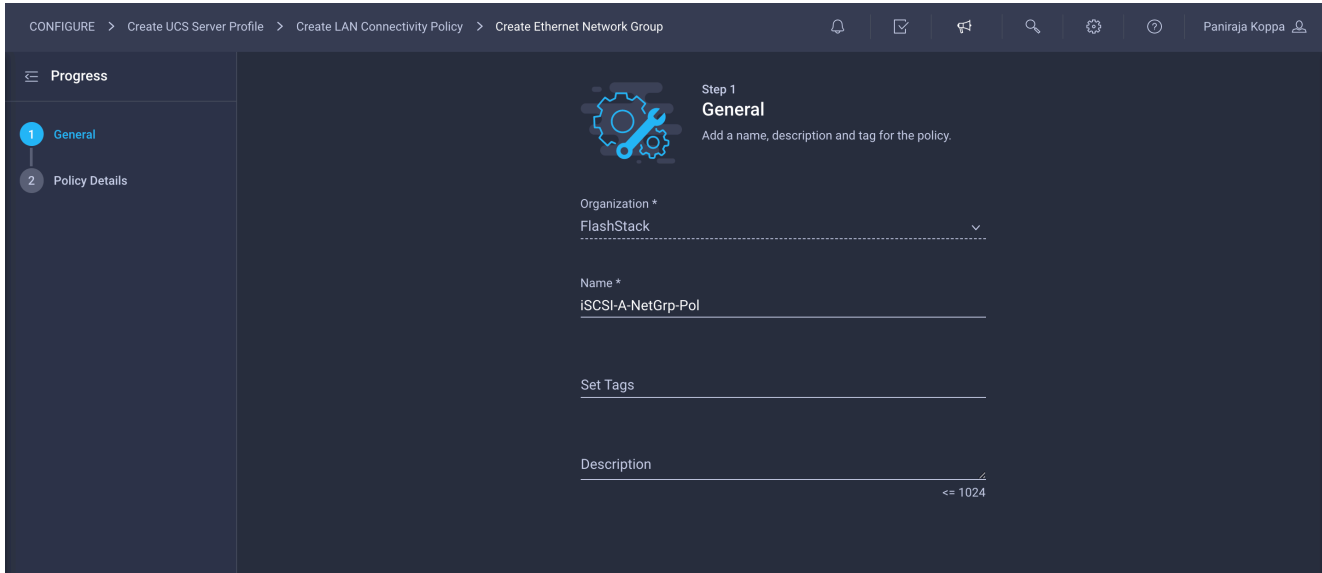 CONFIGURE > Create UCS Server Profile > Create LAN Connectivity Policy > Create Ethernet Network Group
Paniraja Koppa
Progress
1 General
2 Policy Details
Step 1
General
Add a name, description and tag for the policy.
Organization *
FlashStack
Name *
iSCSI-A-NetGrp-Pol
Set Tags
Description
<= 1024